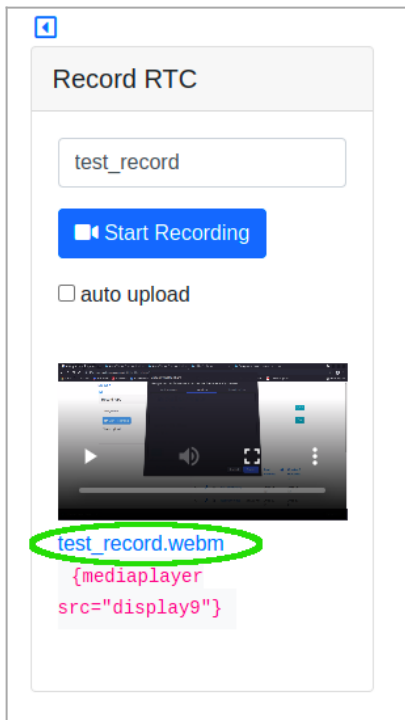 Record RTC
test_record
Start Recording
auto upload
test_record.webm
{mediaplayer
src="display9"}